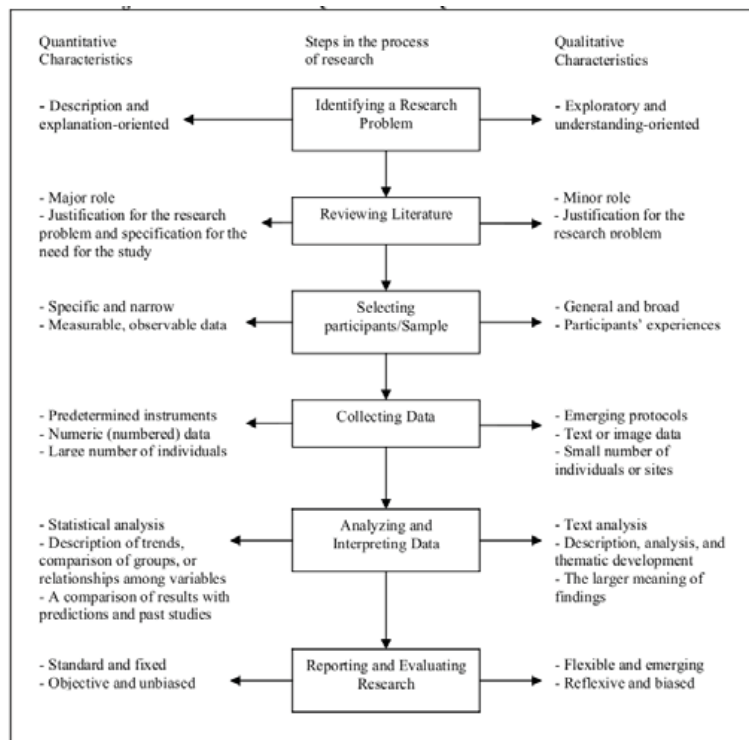 Quantitative
Characteristics
Steps in the process
of research
Qualitative
Characteristics
- Description and
explanation-oriented
Identifying a Research
Problem
- Exploratory and
understanding-oriented
- Major role
- Justification for the research
problem and specification for the
need for the study
Reviewing Literature
- Minor role
- Justification for the
research problem
- Specific and narrow
- Measurable, observable data
Selecting
participants/Sample
- General and broad
- Participants' experiences
- Predetermined instruments
- Numeric (numbered) data
- Large number of individuals
Collecting Data
- Emerging protocols
- Text or image data
- Small number of
individuals or sites
- Statistical analysis
- Description of trends,
comparison of groups, or
relationships among variables
- A comparison of results with
predictions and past studies
Analyzing and
Interpreting Data
- Text analysis
- Description, analysis, and
thematic development
- The larger meaning of
findings
- Standard and fixed
- Objective and unbiased
Reporting and Evaluating
Research
- Flexible and emerging
- Reflexive and biased